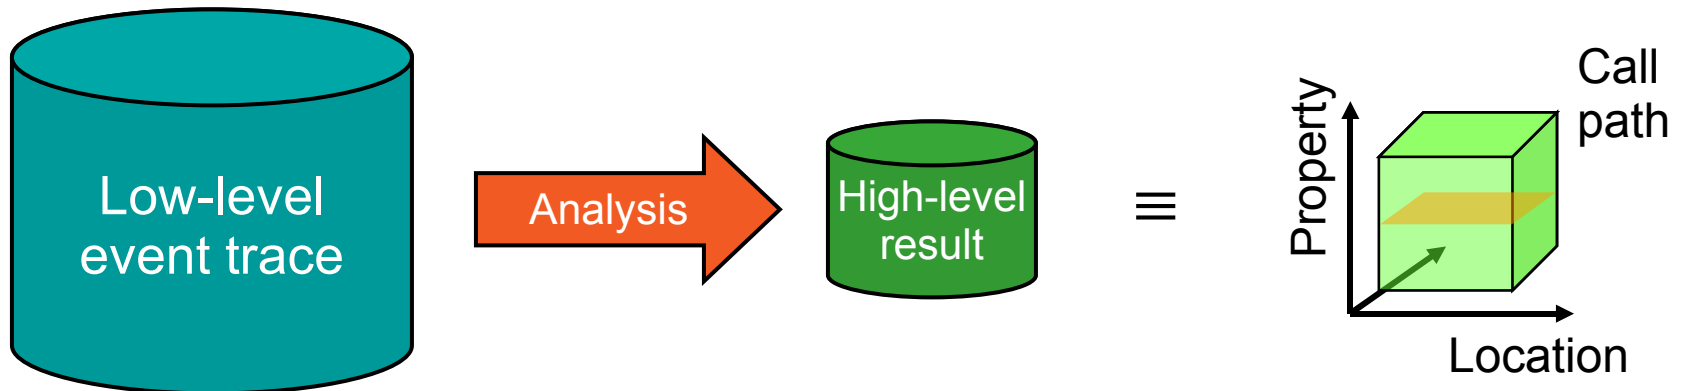 Low-level
event trace
Analysis
High-level
result
≡
Property
Call
path
Location